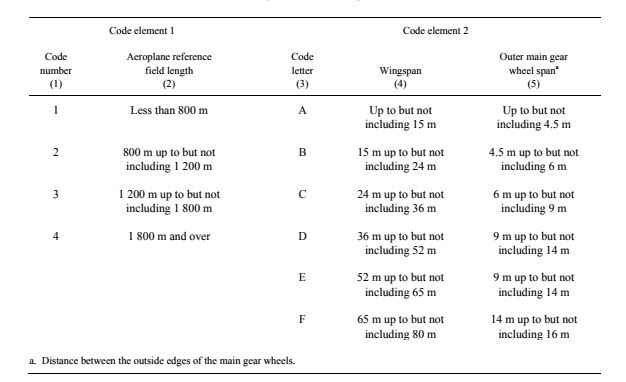 Code element 1 Code element 2
Code number (1) Aeroplane reference field length (2) Code letter (3) Wingspan (4) Outer main gear wheel spanᵃ (5)
1 Less than 800 m A Up to but not including 15 m Up to but not including 4.5 m
2 800 m up to but not including 1 200 m B 15 m up to but not including 24 m 4.5 m up to but not including 6 m
3 1 200 m up to but not including 1 800 m C 24 m up to but not including 36 m 6 m up to but not including 9 m
4 1 800 m and over D 36 m up to but not including 52 m 9 m up to but not including 14 m
E 52 m up to but not including 65 m 9 m up to but not including 14 m
F 65 m up to but not including 80 m 14 m up to but not including 16 m
a. Distance between the outside edges of the main gear wheels.